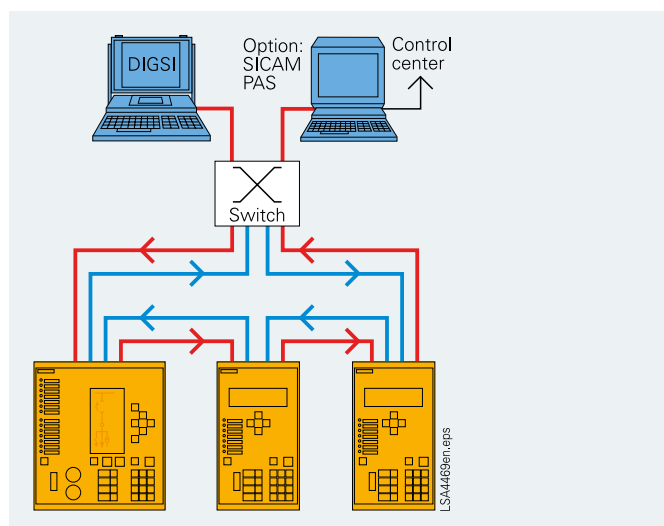 DIGSI
Option:
SICAM
PAS
Control
center
Switch
LSA4469en.eps